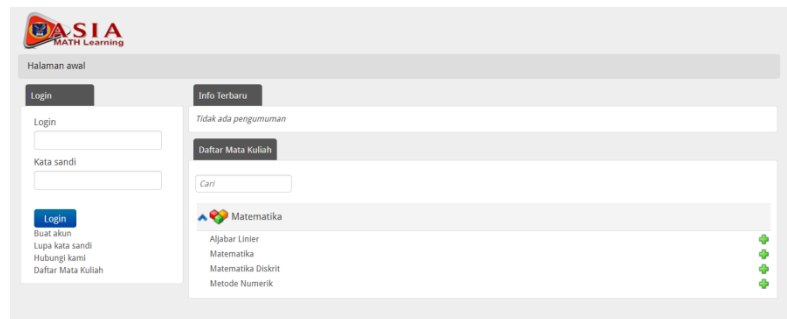 ASIA
MATH Learning
Halaman awal
Login
Login
Kata sandi
Login
Buat akun
Lupa kata sandi
Hubungi kami
Daftar Mata Kuliah
Info Terbaru
Tidak ada pengumuman
Daftar Mata Kuliah
Cari
Matematika
Aljabar Linier
Matematika
Matematika Diskrit
Metode Numerik